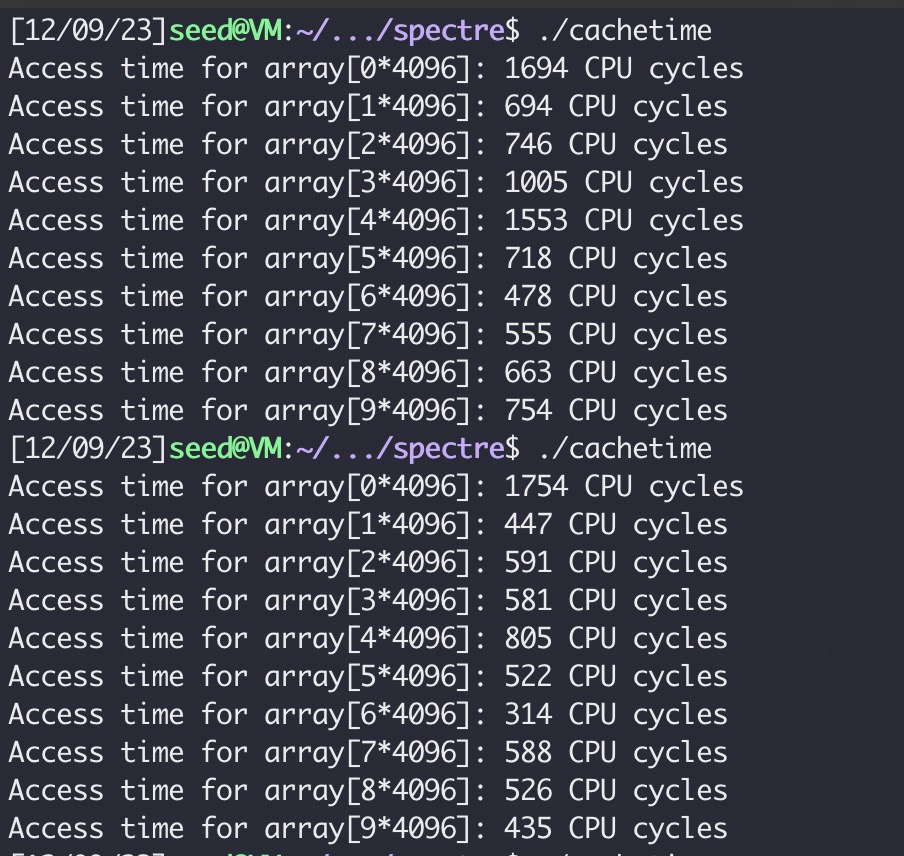 [12/09/23]seed@VM:~/.../spectre$ ./cachetime
Access time for array[0*4096]: 1694 CPU cycles
Access time for array[1*4096]: 694 CPU cycles
Access time for array[2*4096]: 746 CPU cycles
Access time for array[3*4096]: 1005 CPU cycles
Access time for array[4*4096]: 1553 CPU cycles
Access time for array[5*4096]: 718 CPU cycles
Access time for array[6*4096]: 478 CPU cycles
Access time for array[7*4096]: 555 CPU cycles
Access time for array[8*4096]: 663 CPU cycles
Access time for array[9*4096]: 754 CPU cycles
[12/09/23]seed@VM:~/.../spectre$ ./cachetime
Access time for array[0*4096]: 1754 CPU cycles
Access time for array[1*4096]: 447 CPU cycles
Access time for array[2*4096]: 591 CPU cycles
Access time for array[3*4096]: 581 CPU cycles
Access time for array[4*4096]: 805 CPU cycles
Access time for array[5*4096]: 522 CPU cycles
Access time for array[6*4096]: 314 CPU cycles
Access time for array[7*4096]: 588 CPU cycles
Access time for array[8*4096]: 526 CPU cycles
Access time for array[9*4096]: 435 CPU cycles